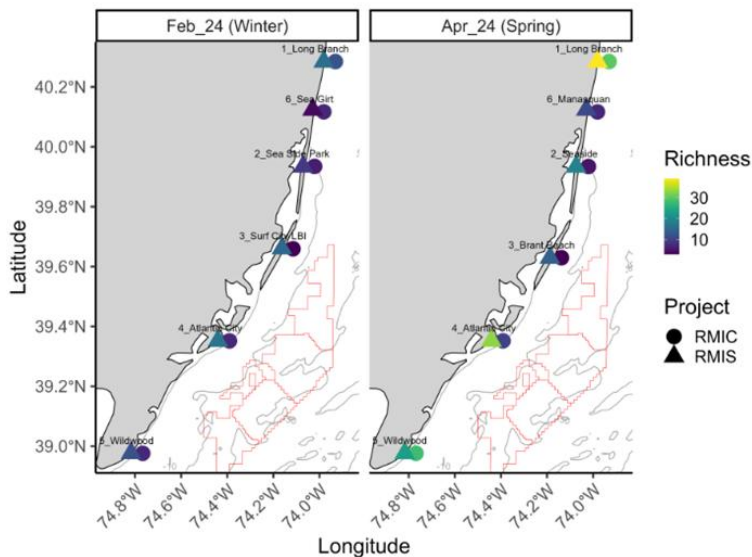 Feb_24 (Winter)
Apr_24 (Spring)
1_Long Branch
6_Sea Girt
2_Sea Side Park
3_Surf City LBI
4_Atlantic City
5_Wildwood
1_Long Branch
6_Manasquan
2_Seaside
3_Brant Beach
4_Atlantic City
5_Wildwood
40.2°N
40.0°N
39.8°N
39.6°N
39.4°N
39.2°N
39.0°N
Latitude
74.8°W
74.6°W
74.4°W
74.2°W
74.0°W
74.8°W
74.6°W
74.4°W
74.2°W
74.0°W
Longitude
Richness
30
20
10
Project
RMIC
RMIS